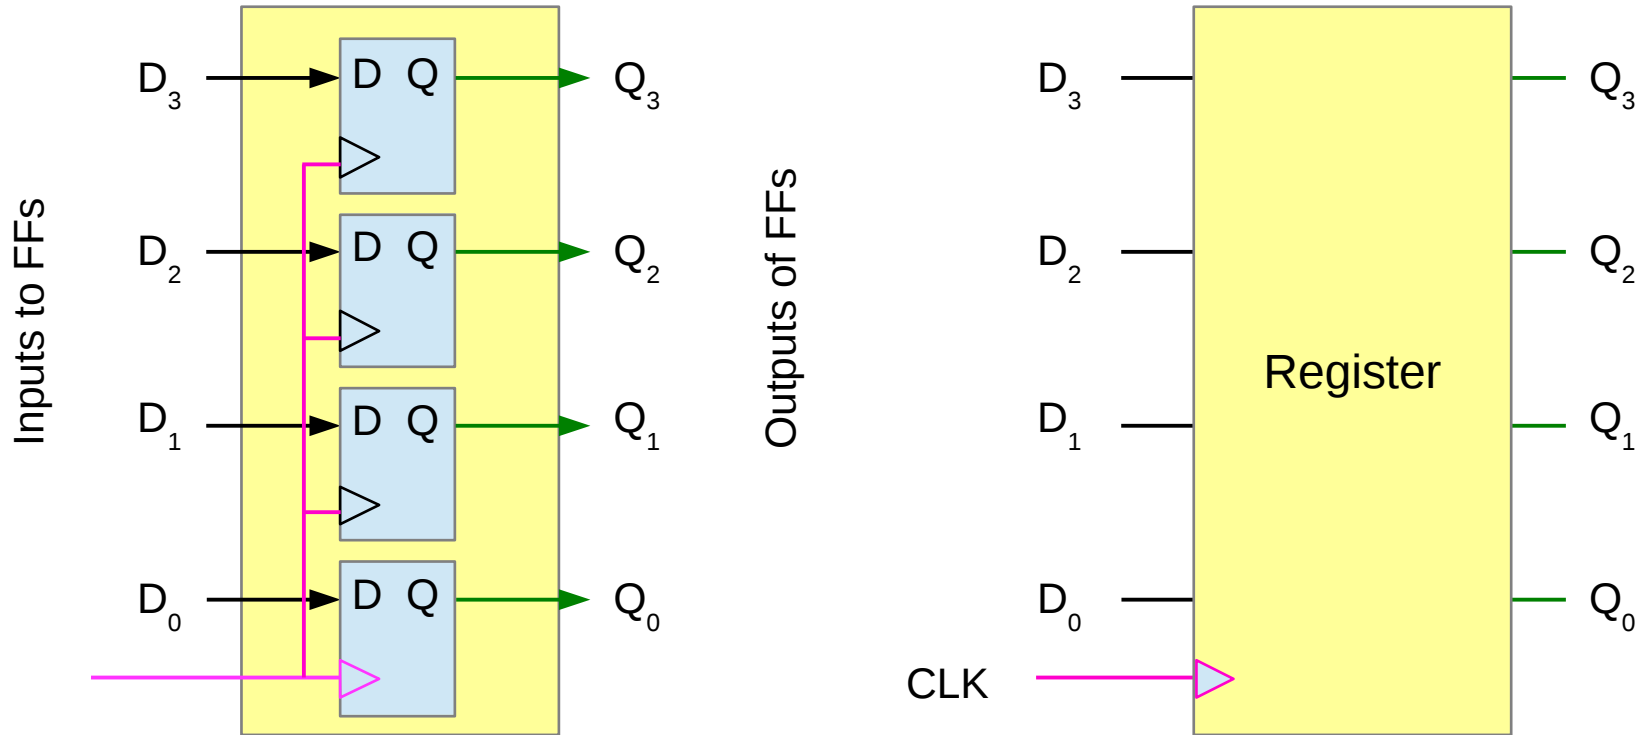 Inputs to FFs
D3
D Q
Q3
D2
D Q
Q2
D1
D Q
Q1
D0
D Q
Q0
Outputs of FFs
D3
Q3
D2
Q2
Register
D1
Q1
D0
Q0
CLK